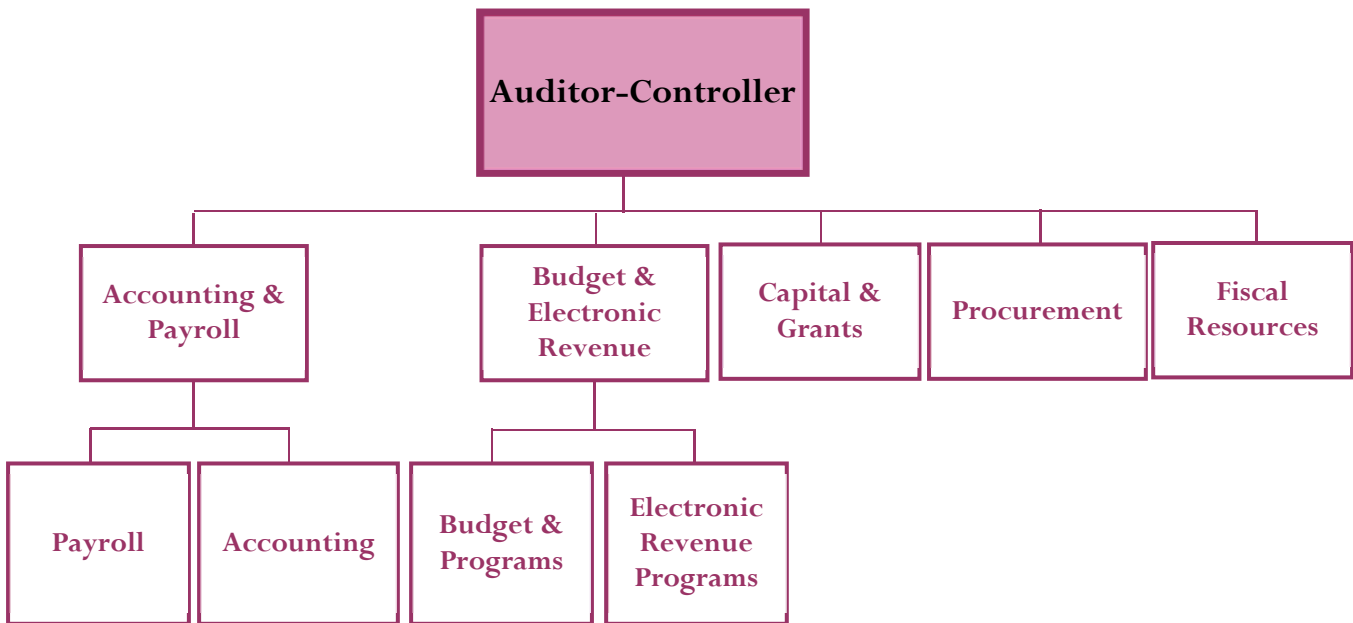 Auditor-Controller
Accounting &
Payroll
Budget &
Electronic
Revenue
Capital &
Grants
Procurement
Fiscal
Resources
Payroll
Accounting
Budget &
Programs
Electronic
Revenue
Programs